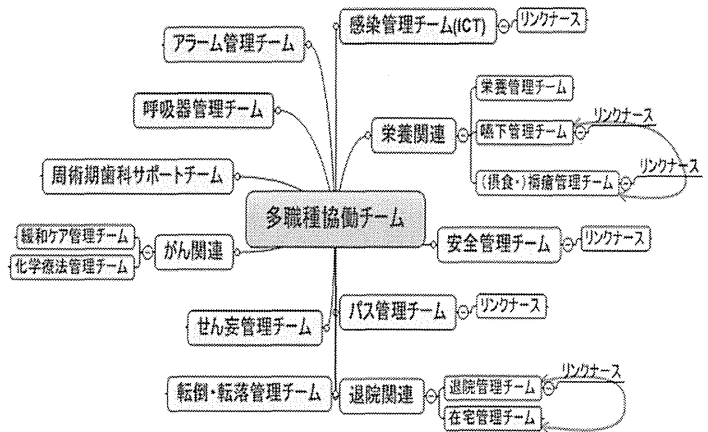 多職種協働チーム
アラーム管理チーム
呼吸器管理チーム
周術期歯科サポートチーム
緩和ケア管理チーム
化学療法管理チーム
がん関連
せん妄管理チーム
転倒・転落管理チーム
感染管理チーム(ICT)
リンクナース
栄養関連
栄養管理チーム
嚥下管理チーム
リンクナース
(摂食・)褥瘡管理チーム
リンクナース
安全管理チーム
リンクナース
パス管理チーム
リンクナース
退院関連
退院管理チーム
リンクナース
在宅管理チーム